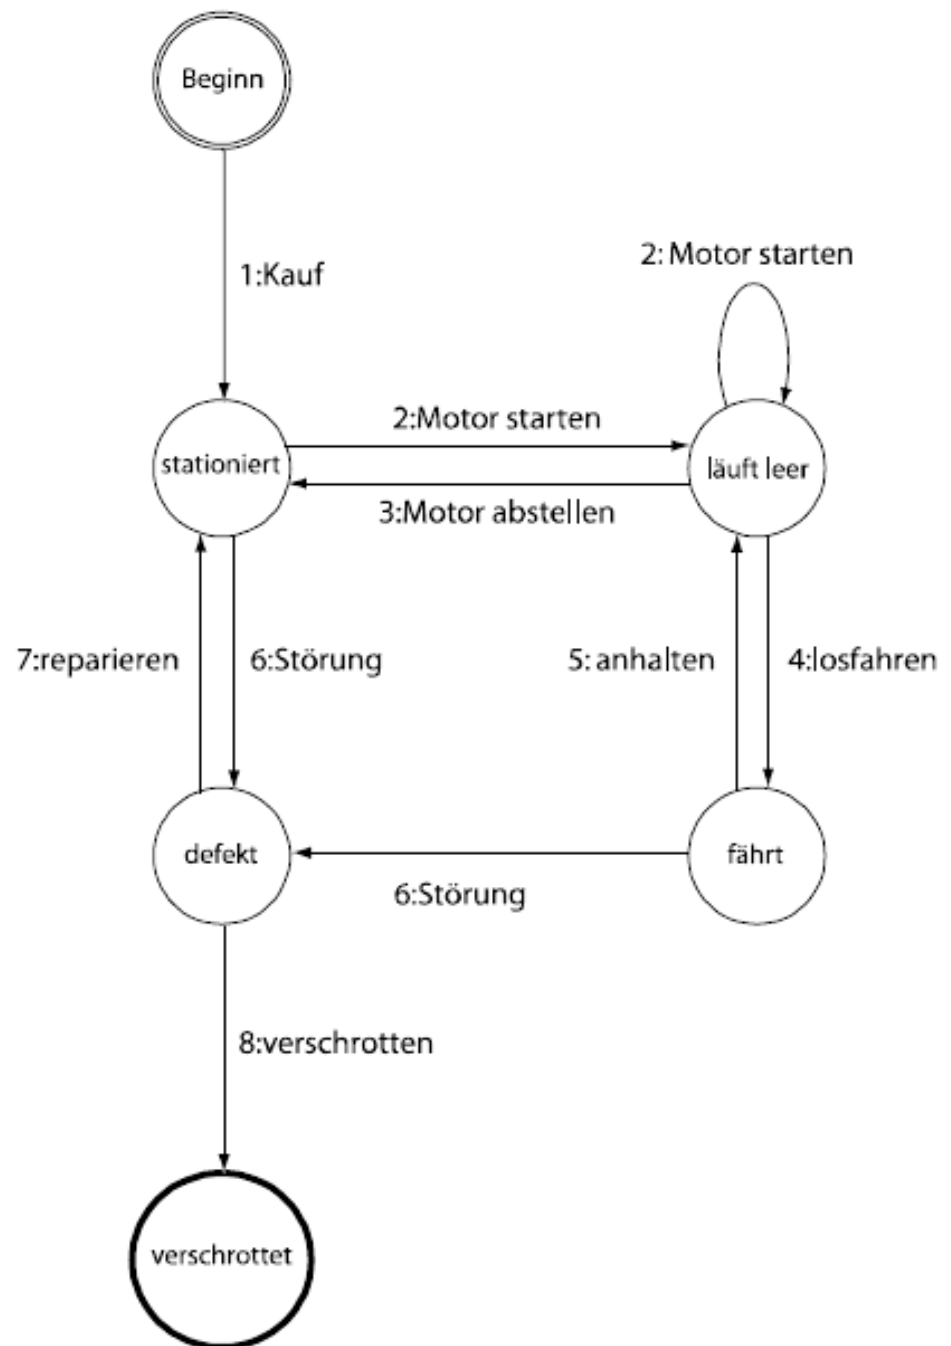 Beginn
1:Kauf
2: Motor starten
2:Motor starten
stationiert
läuft leer
3:Motor abstellen
7:reparieren
6:Störung
5: anhalten
4:losfahren
defekt
fährt
6:Störung
8:verschrotten
verschrottet